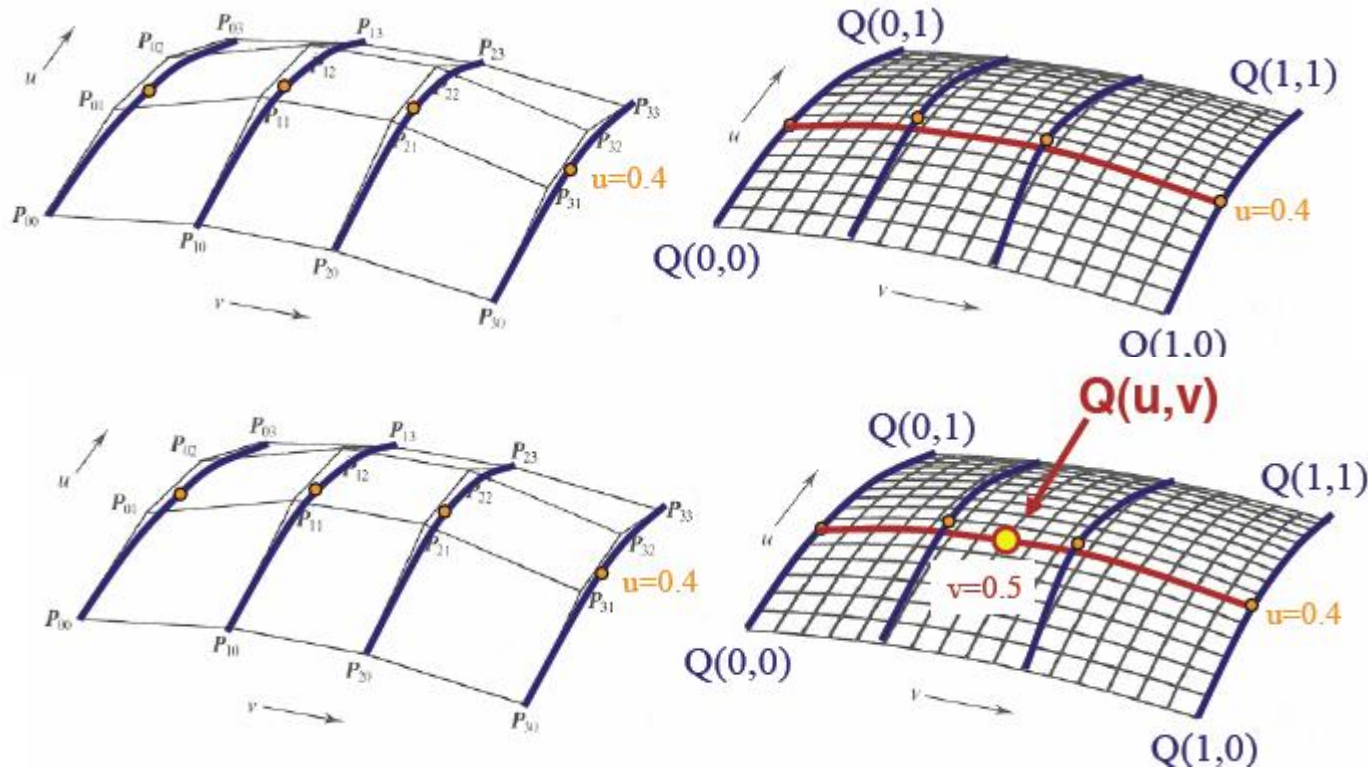 P03
P13
P02
P23
u
P12
P01
P22
P33
P11
P21
P32
u=0.4
P31
P00
P10
P20
v
P30
Q(0,1)
Q(1,1)
u
u=0.4
Q(0,0)
v
Q(1,0)
P03
P13
P02
P23
u
P12
P01
P22
P33
P11
P21
P32
u=0.4
P31
P00
P10
P20
v
P30
Q(u,v)
Q(0,1)
Q(1,1)
u
v=0.5
u=0.4
Q(0,0)
v
Q(1,0)